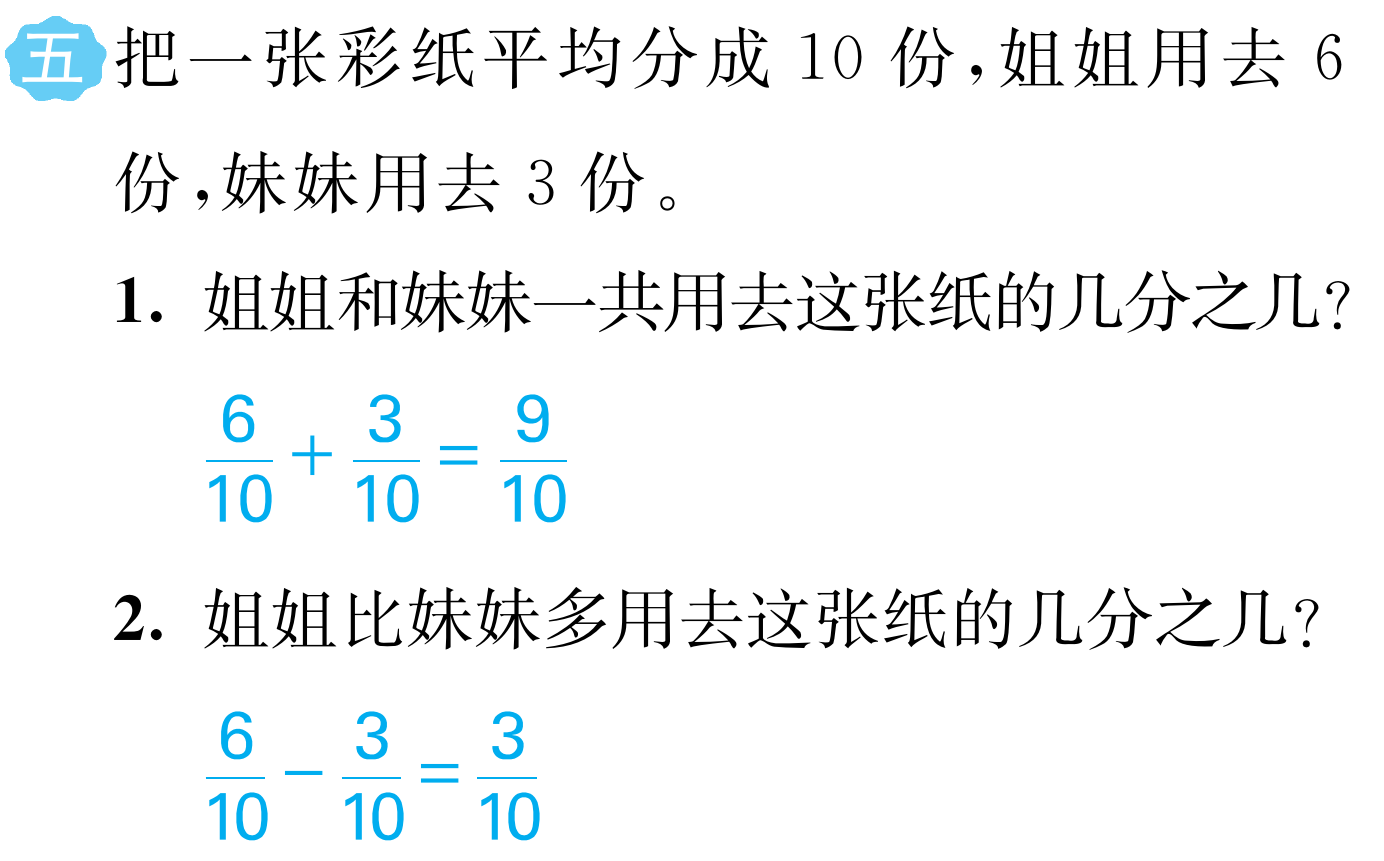 五 把一张彩纸平均分成 10 份,姐姐用去 6
份,妹妹用去 3 份。
1. 姐姐和妹妹一共用去这张纸的几分之几?
6/10 + 3/10 = 9/10
2. 姐姐比妹妹多用去这张纸的几分之几?
6/10 − 3/10 = 3/10